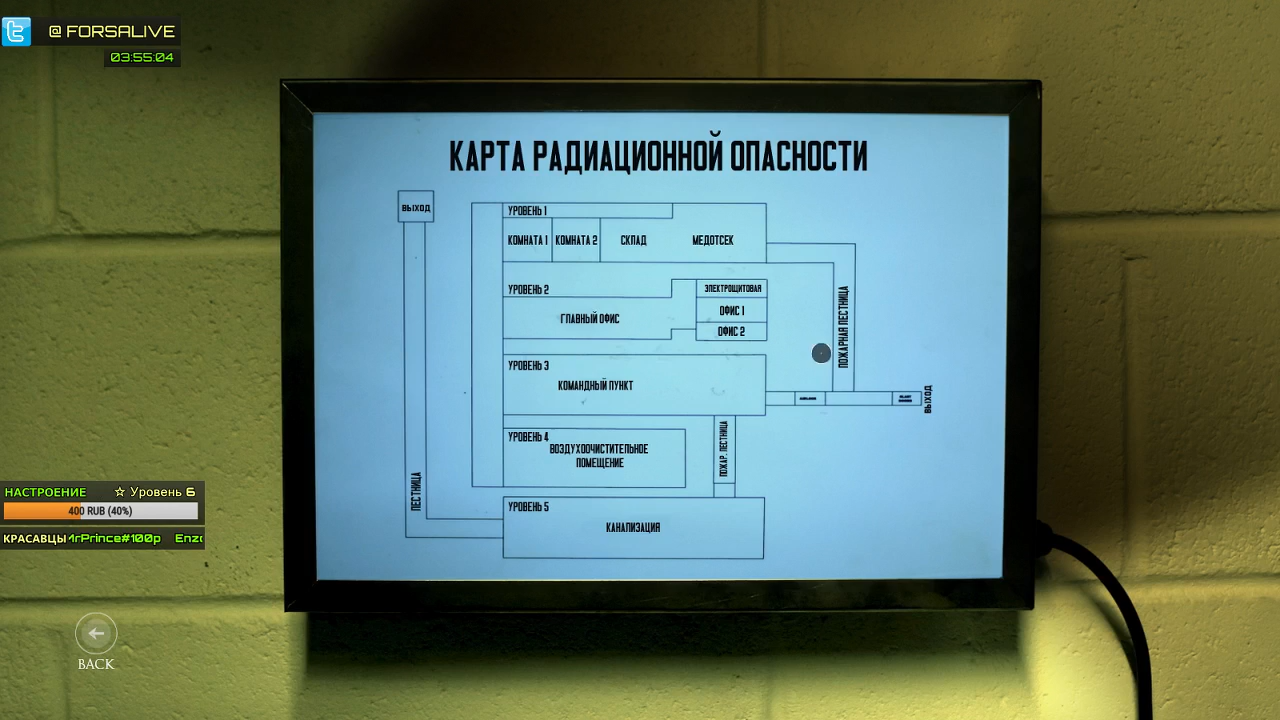 @ FORSALIVE
03:55:04
КАРТА РАДИАЦИОННОЙ ОПАСНОСТИ
ВЫХОД
УРОВЕНЬ 1
КОМНАТА 1
КОМНАТА 2
СКЛАД
МЕДОТСЕК
УРОВЕНЬ 2
ГЛАВНЫЙ ОФИС
ЭЛЕКТРОЩИТОВАЯ
ОФИС 1
ОФИС 2
ПОЖАРНАЯ ЛЕСТНИЦА
УРОВЕНЬ 3
КОМАНДНЫЙ ПУНКТ
ВЫХОД
УРОВЕНЬ 4
ВОЗДУХООЧИСТИТЕЛЬНОЕ
ПОМЕЩЕНИЕ
ПОЖАР. ЛЕСТНИЦА
ЛЕСТНИЦА
УРОВЕНЬ 5
КАНАЛИЗАЦИЯ
НАСТРОЕНИЕ ☆ Уровень 6
400 RUB (40%)
КРАСАВЦЫ MrPrince#100p
BACK